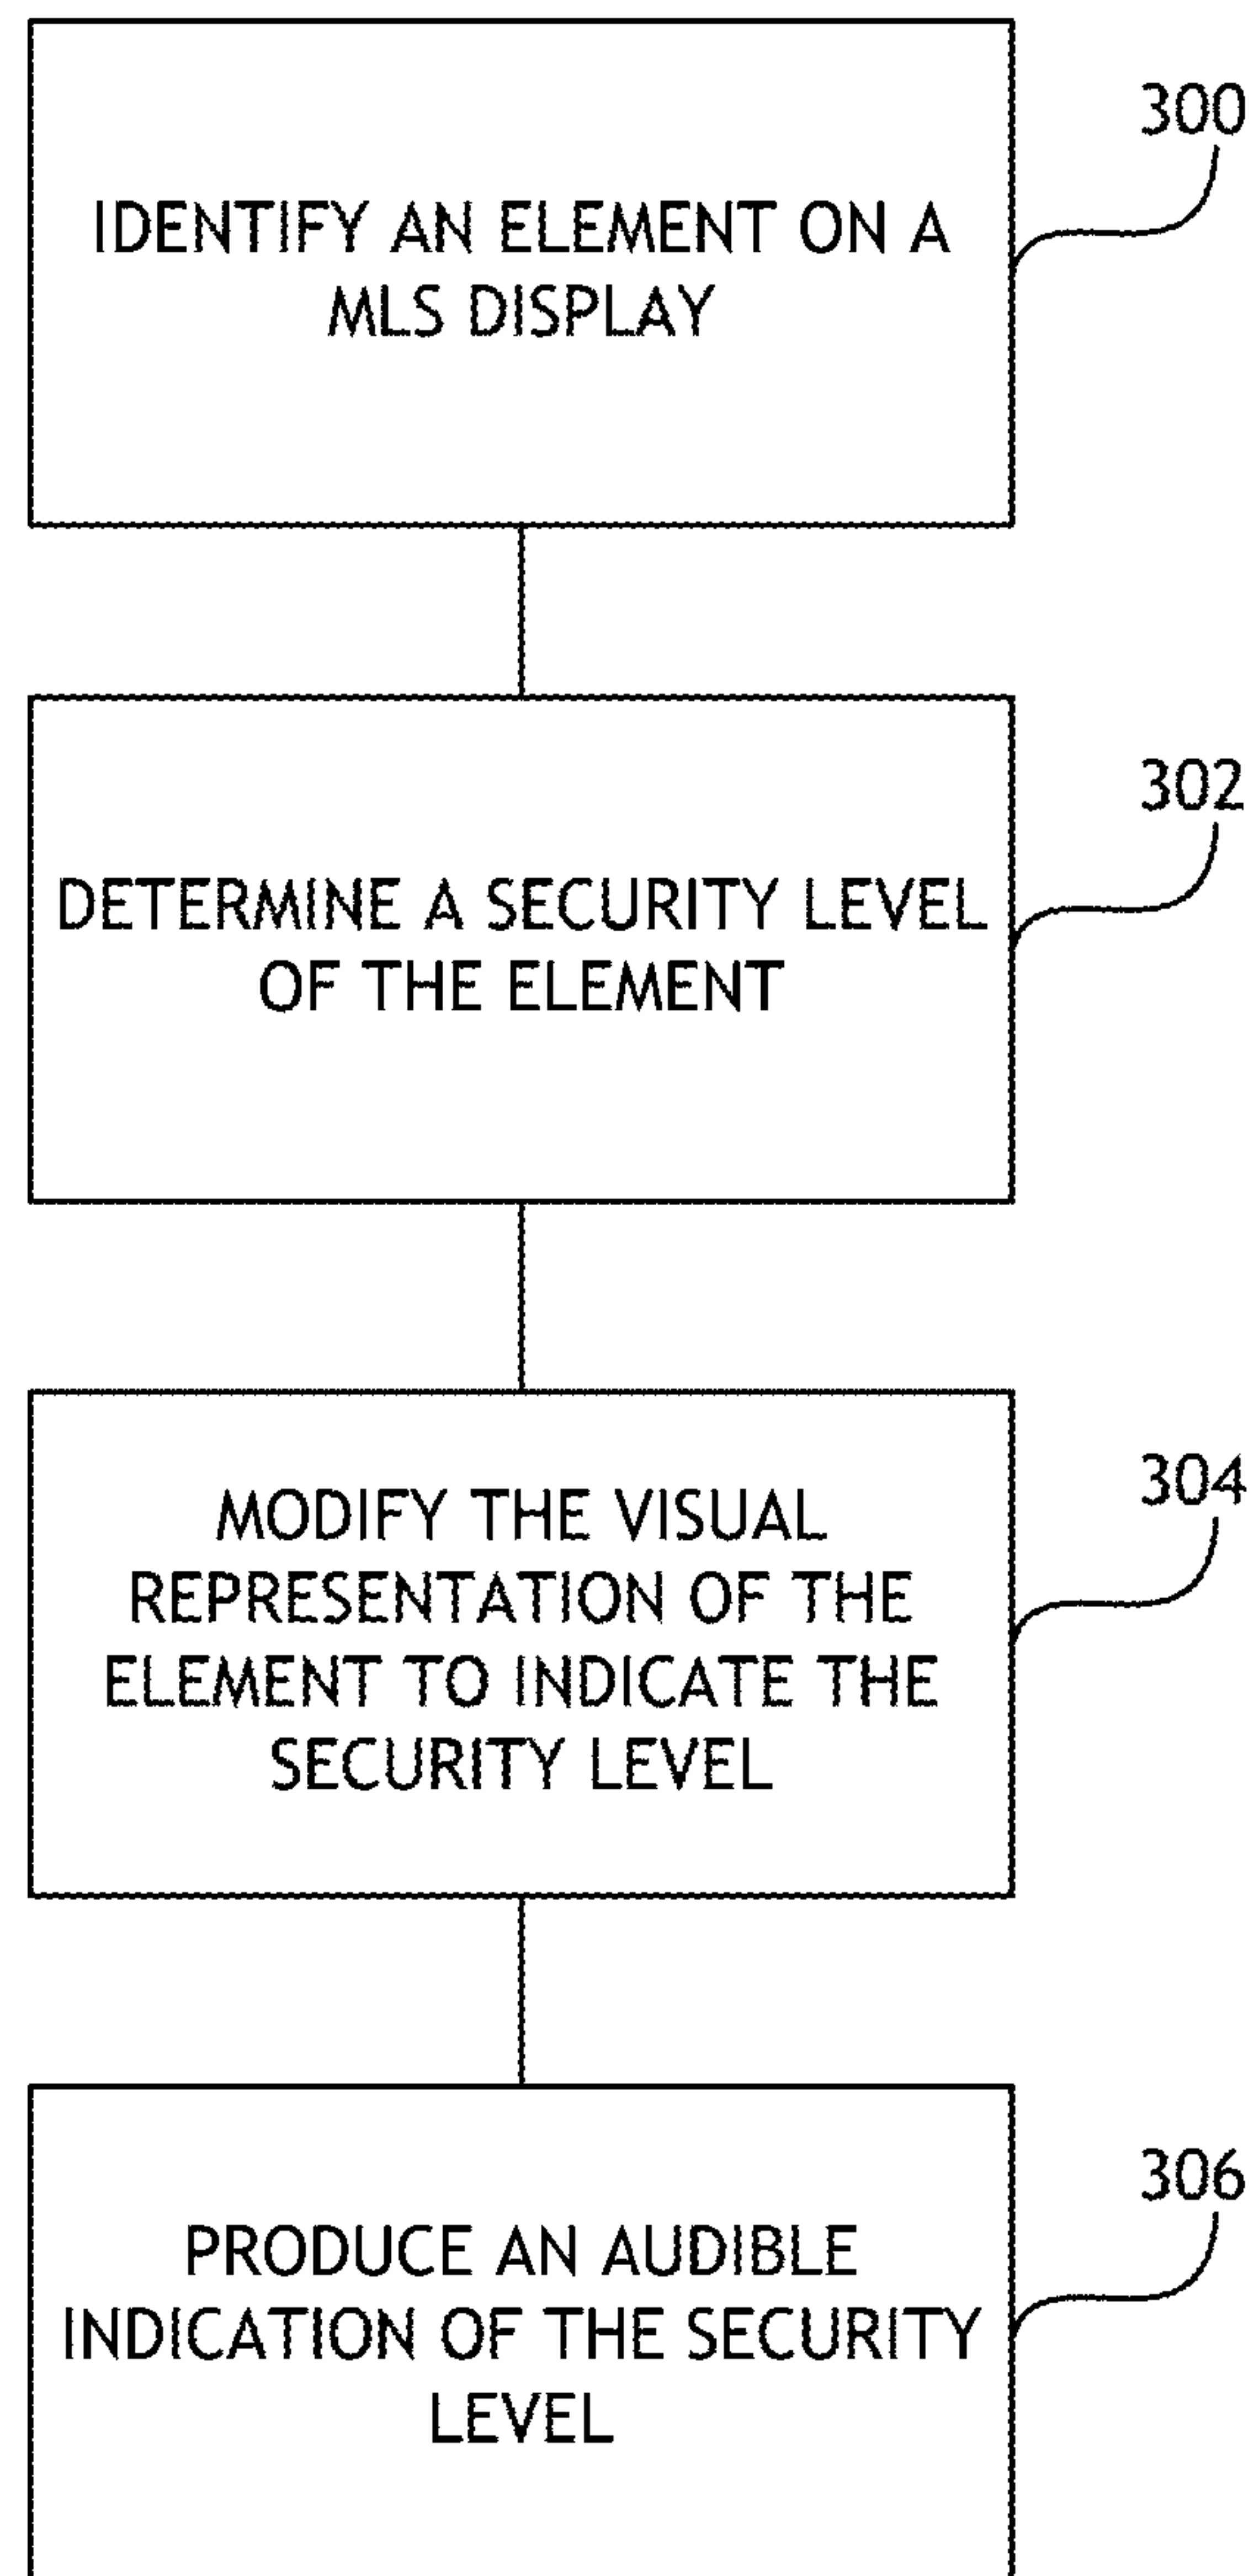 300
IDENTIFY AN ELEMENT ON A
MLS DISPLAY
302
DETERMINE A SECURITY LEVEL
OF THE ELEMENT
304
MODIFY THE VISUAL
REPRESENTATION OF THE
ELEMENT TO INDICATE THE
SECURITY LEVEL
306
PRODUCE AN AUDIBLE
INDICATION OF THE SECURITY
LEVEL